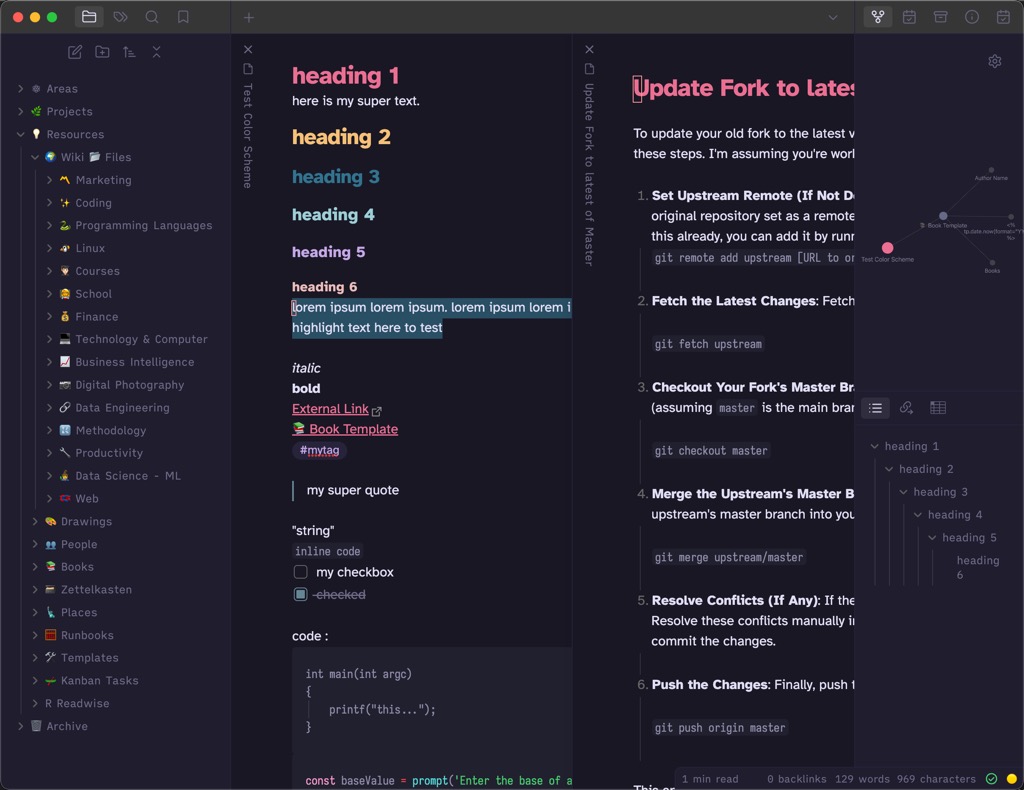 Areas
Projects
Resources
Wiki Files
Marketing
Coding
Programming Languages
Linux
Courses
School
Finance
Technology & Computer
Business Intelligence
Digital Photography
Data Engineering
Methodology
Productivity
Data Science - ML
Web
Drawings
People
Books
Zettelkasten
Places
Runbooks
Templates
Kanban Tasks
R Readwise
Archive
Test Color Scheme
heading 1
here is my super text.
heading 2
heading 3
heading 4
heading 5
heading 6
lorem ipsum lorem ipsum. lorem ipsum lorem i
highlight text here to test
italic
bold
External Link
Book Template
#mytag
my super quote
"string"
inline code
my checkbox
checked
code :
int main(int argc)
{
printf("this...");
}
const baseValue = prompt('Enter the base of a
Update Fork to latest of Master
Update Fork to lates
To update your old fork to the latest v
these steps. I'm assuming you're worl
1. Set Upstream Remote (If Not Do
original repository set as a remote
this already, you can add it by runn
git remote add upstream [URL to or
2. Fetch the Latest Changes: Fetch
git fetch upstream
3. Checkout Your Fork's Master Bra
(assuming master is the main bran
git checkout master
4. Merge the Upstream's Master B
upstream's master branch into you
git merge upstream/master
5. Resolve Conflicts (If Any): If the
Resolve these conflicts manually in
commit the changes.
6. Push the Changes: Finally, push t
git push origin master
Author Name
Book Template
<%
tp.date.now(format="YY
%>
Test Color Scheme
Books
heading 1
heading 2
heading 3
heading 4
heading 5
heading
6
1 min read 0 backlinks 129 words 969 characters